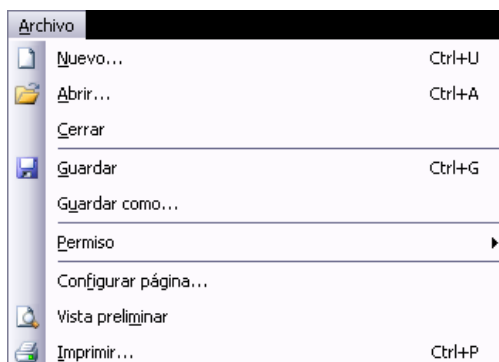 Archivo
Nuevo... Ctrl+U
Abrir... Ctrl+A
Cerrar
Guardar Ctrl+G
Guardar como...
Permiso
Configurar página...
Vista preliminar
Imprimir... Ctrl+P